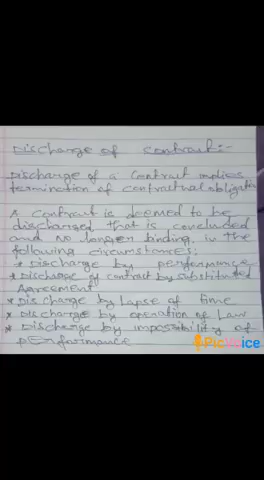 Discharge of contract:-
Discharge of a Contract implies
termination of contractual obligation
A contract is deemed to be
discharged that is concluded
and no longer binding, in the
following circumstances:
* Discharge by performance
* Discharge of contract by substituted
Agreement
* Discharge by Lapse of time
* Discharge by operation of Law
* Discharge by impossibility of
performance
PicVoice